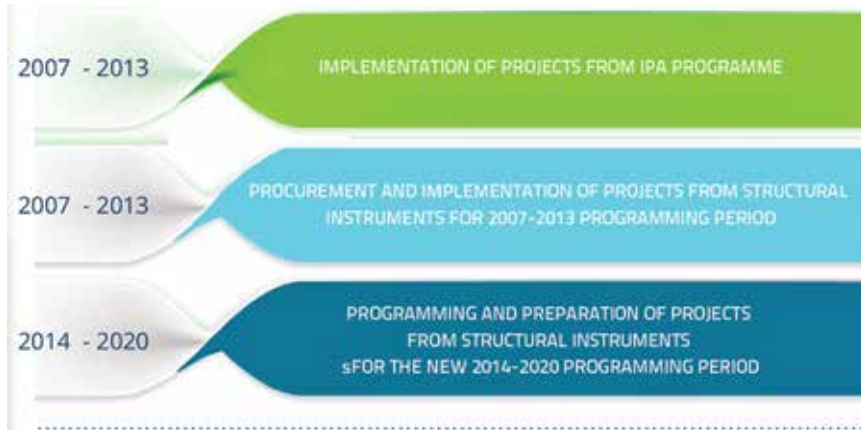 2007 - 2013
IMPLEMENTATION OF PROJECTS FROM IPA PROGRAMME
2007 - 2013
PROCUREMENT AND IMPLEMENTATION OF PROJECTS FROM STRUCTURAL
INSTRUMENTS FOR 2007-2013 PROGRAMMING PERIOD
2014 - 2020
PROGRAMMING AND PREPARATION OF PROJECTS
FROM STRUCTURAL INSTRUMENTS
sFOR THE NEW 2014-2020 PROGRAMMING PERIOD